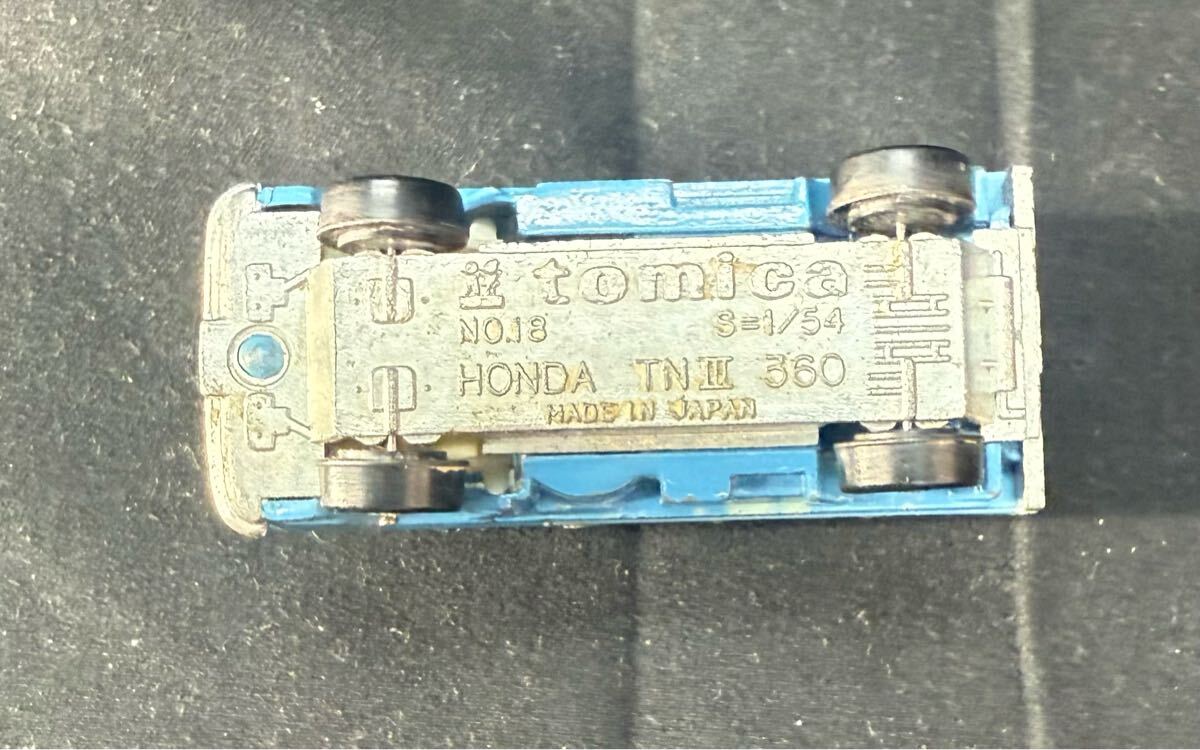 tomica
NO.18 S=1/54
HONDA TNⅢ 360
MADE IN JAPAN